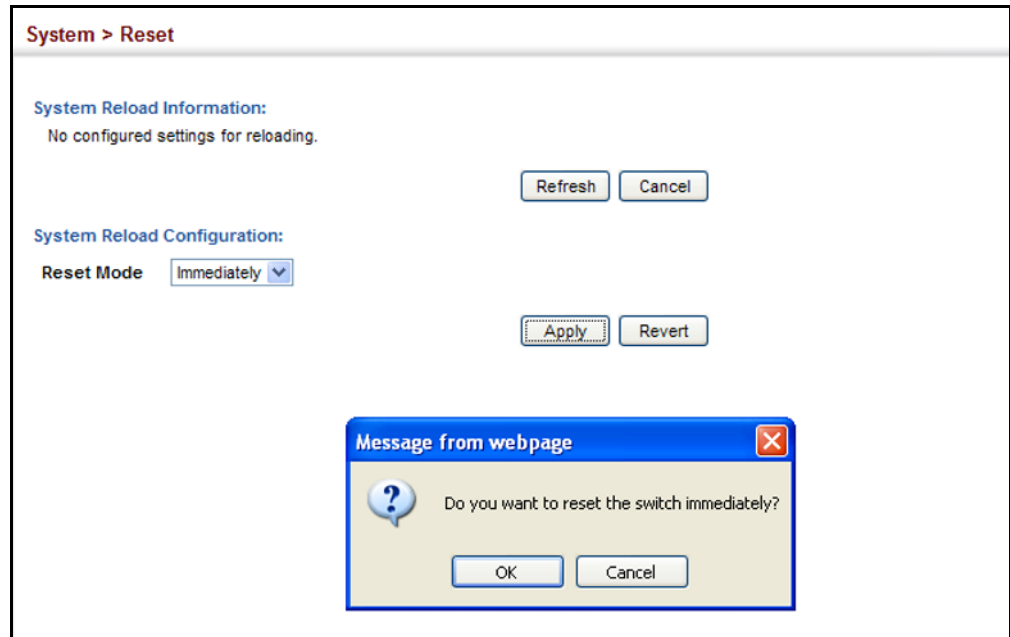 System > Reset
System Reload Information:
No configured settings for reloading.
Refresh Cancel
System Reload Configuration:
Reset Mode Immediately
Apply Revert
Message from webpage
Do you want to reset the switch immediately?
OK Cancel